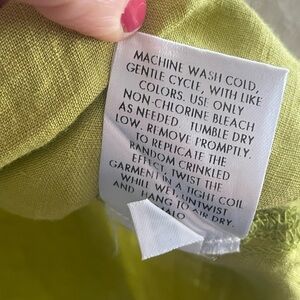 MACHINE WASH COLD,
GENTLE CYCLE, WITH LIKE
COLORS. USE ONLY
NON-CHLORINE BLEACH
AS NEEDED TUMBLE DRY
LOW. REMOVE PROMPTLY.
TO REPLICATE THE
RANDOM CRINKLED
EFFECT, TWIST THE
GARMENT IN A TIGHT COIL
WHILE WET. UNTWIST
AND HANG TO AIR DRY.